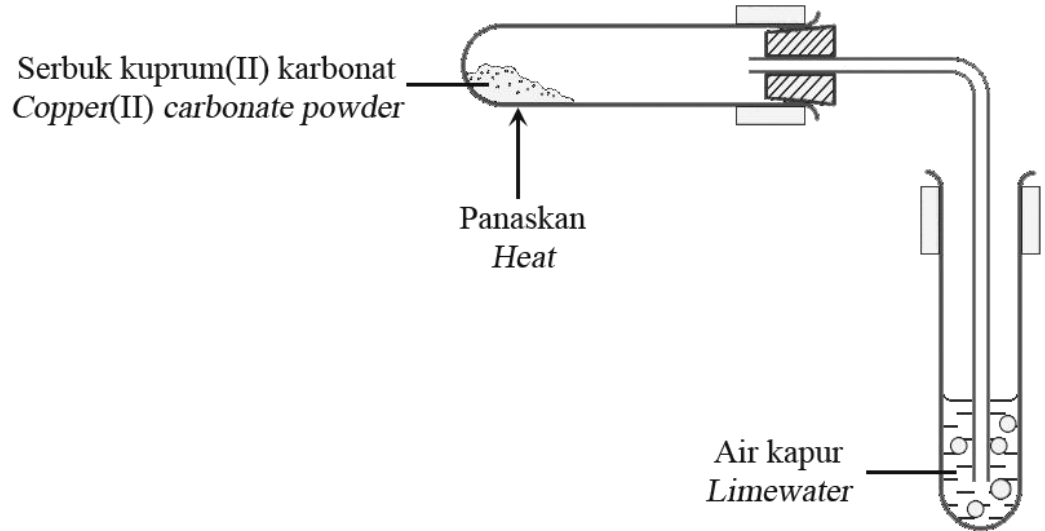 Serbuk kuprum(II) karbonat
Copper(II) carbonate powder
Panaskan
Heat
Air kapur
Limewater